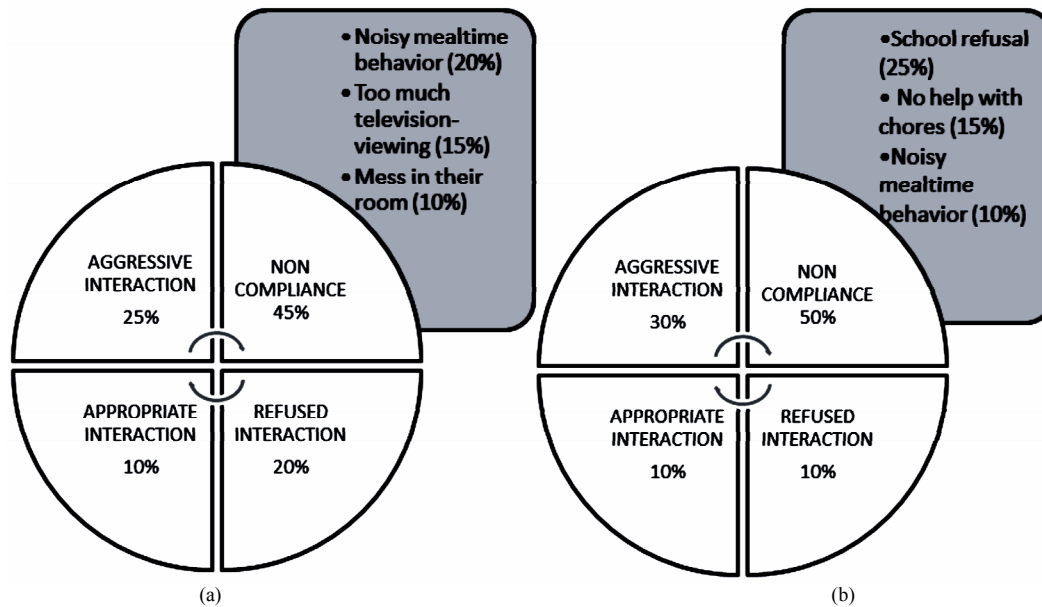 • Noisy mealtime
behavior (20%)
• Too much
television-
viewing (15%)
• Mess in their
room (10%)
AGGRESSIVE
INTERACTION
25%
NON
COMPLIANCE
45%
APPROPRIATE
INTERACTION
10%
REFUSED
INTERACTION
20%
(a)
•School refusal
(25%)
• No help with
chores (15%)
•Noisy
mealtime
behavior (10%)
AGGRESSIVE
INTERACTION
30%
NON
COMPLIANCE
50%
APPROPRIATE
INTERACTION
10%
REFUSED
INTERACTION
10%
(b)